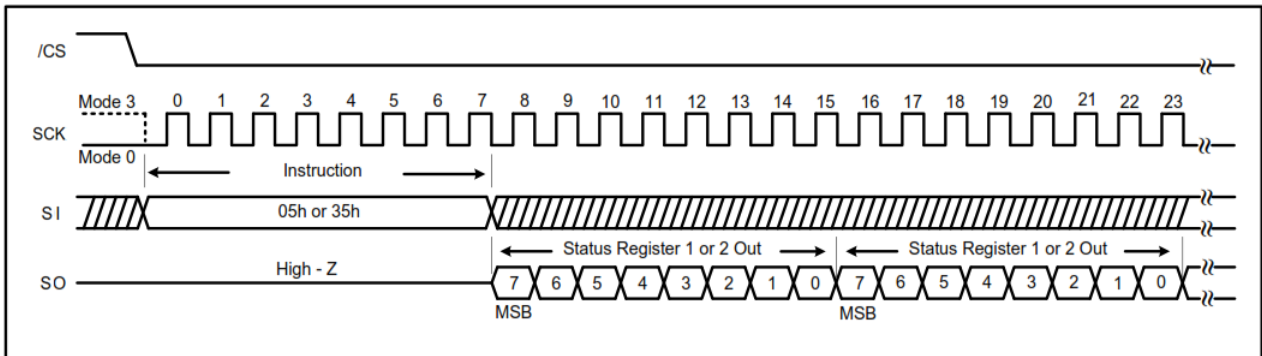 /CS
Mode 3 0 1 2 3 4 5 6 7 8 9 10 11 12 13 14 15 16 17 18 19 20 21 22 23
SCK
Mode 0
Instruction
SI 05h or 35h
Status Register 1 or 2 Out Status Register 1 or 2 Out
High - Z
SO 7 6 5 4 3 2 1 0 7 6 5 4 3 2 1 0
MSB MSB